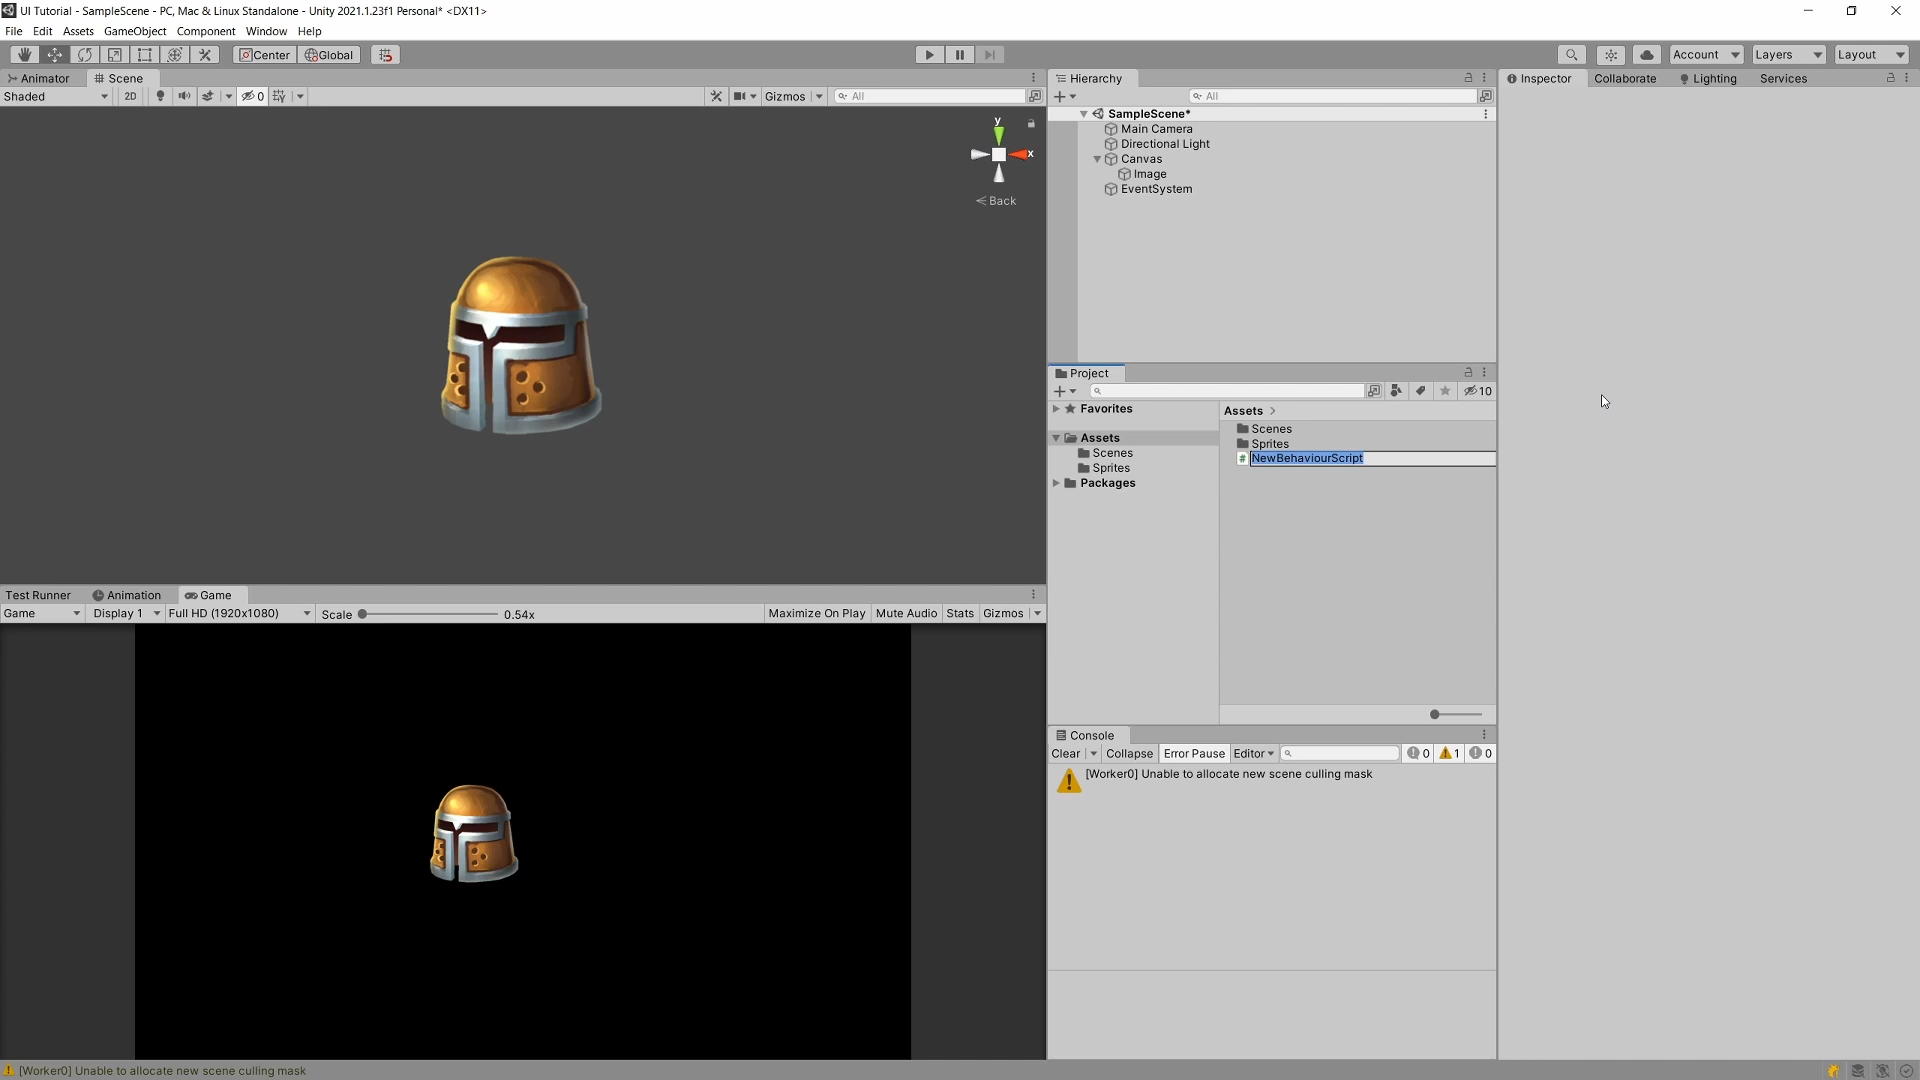 UI Tutorial - SampleScene - PC, Mac & Linux Standalone - Unity 2021.1.23f1 Personal* <DX11>
File Edit Assets GameObject Component Window Help
Center Global Account Layers Layout
Animator Scene
Shaded 2D 0 Gizmos All
y
x
Back
Hierarchy
All
SampleScene*
Main Camera
Directional Light
Canvas
Image
EventSystem
Inspector Collaborate Lighting Services
Project
10
Favorites
Assets
Scenes
Sprites
Packages
Assets >
Scenes
Sprites
# NewBehaviourScript
Test Runner Animation Game
Game Display 1 Full HD (1920x1080) Scale 0.54x Maximize On Play Mute Audio Stats Gizmos
Console
Clear Collapse Error Pause Editor 0 1 0
[Worker0] Unable to allocate new scene culling mask
[Worker0] Unable to allocate new scene culling mask